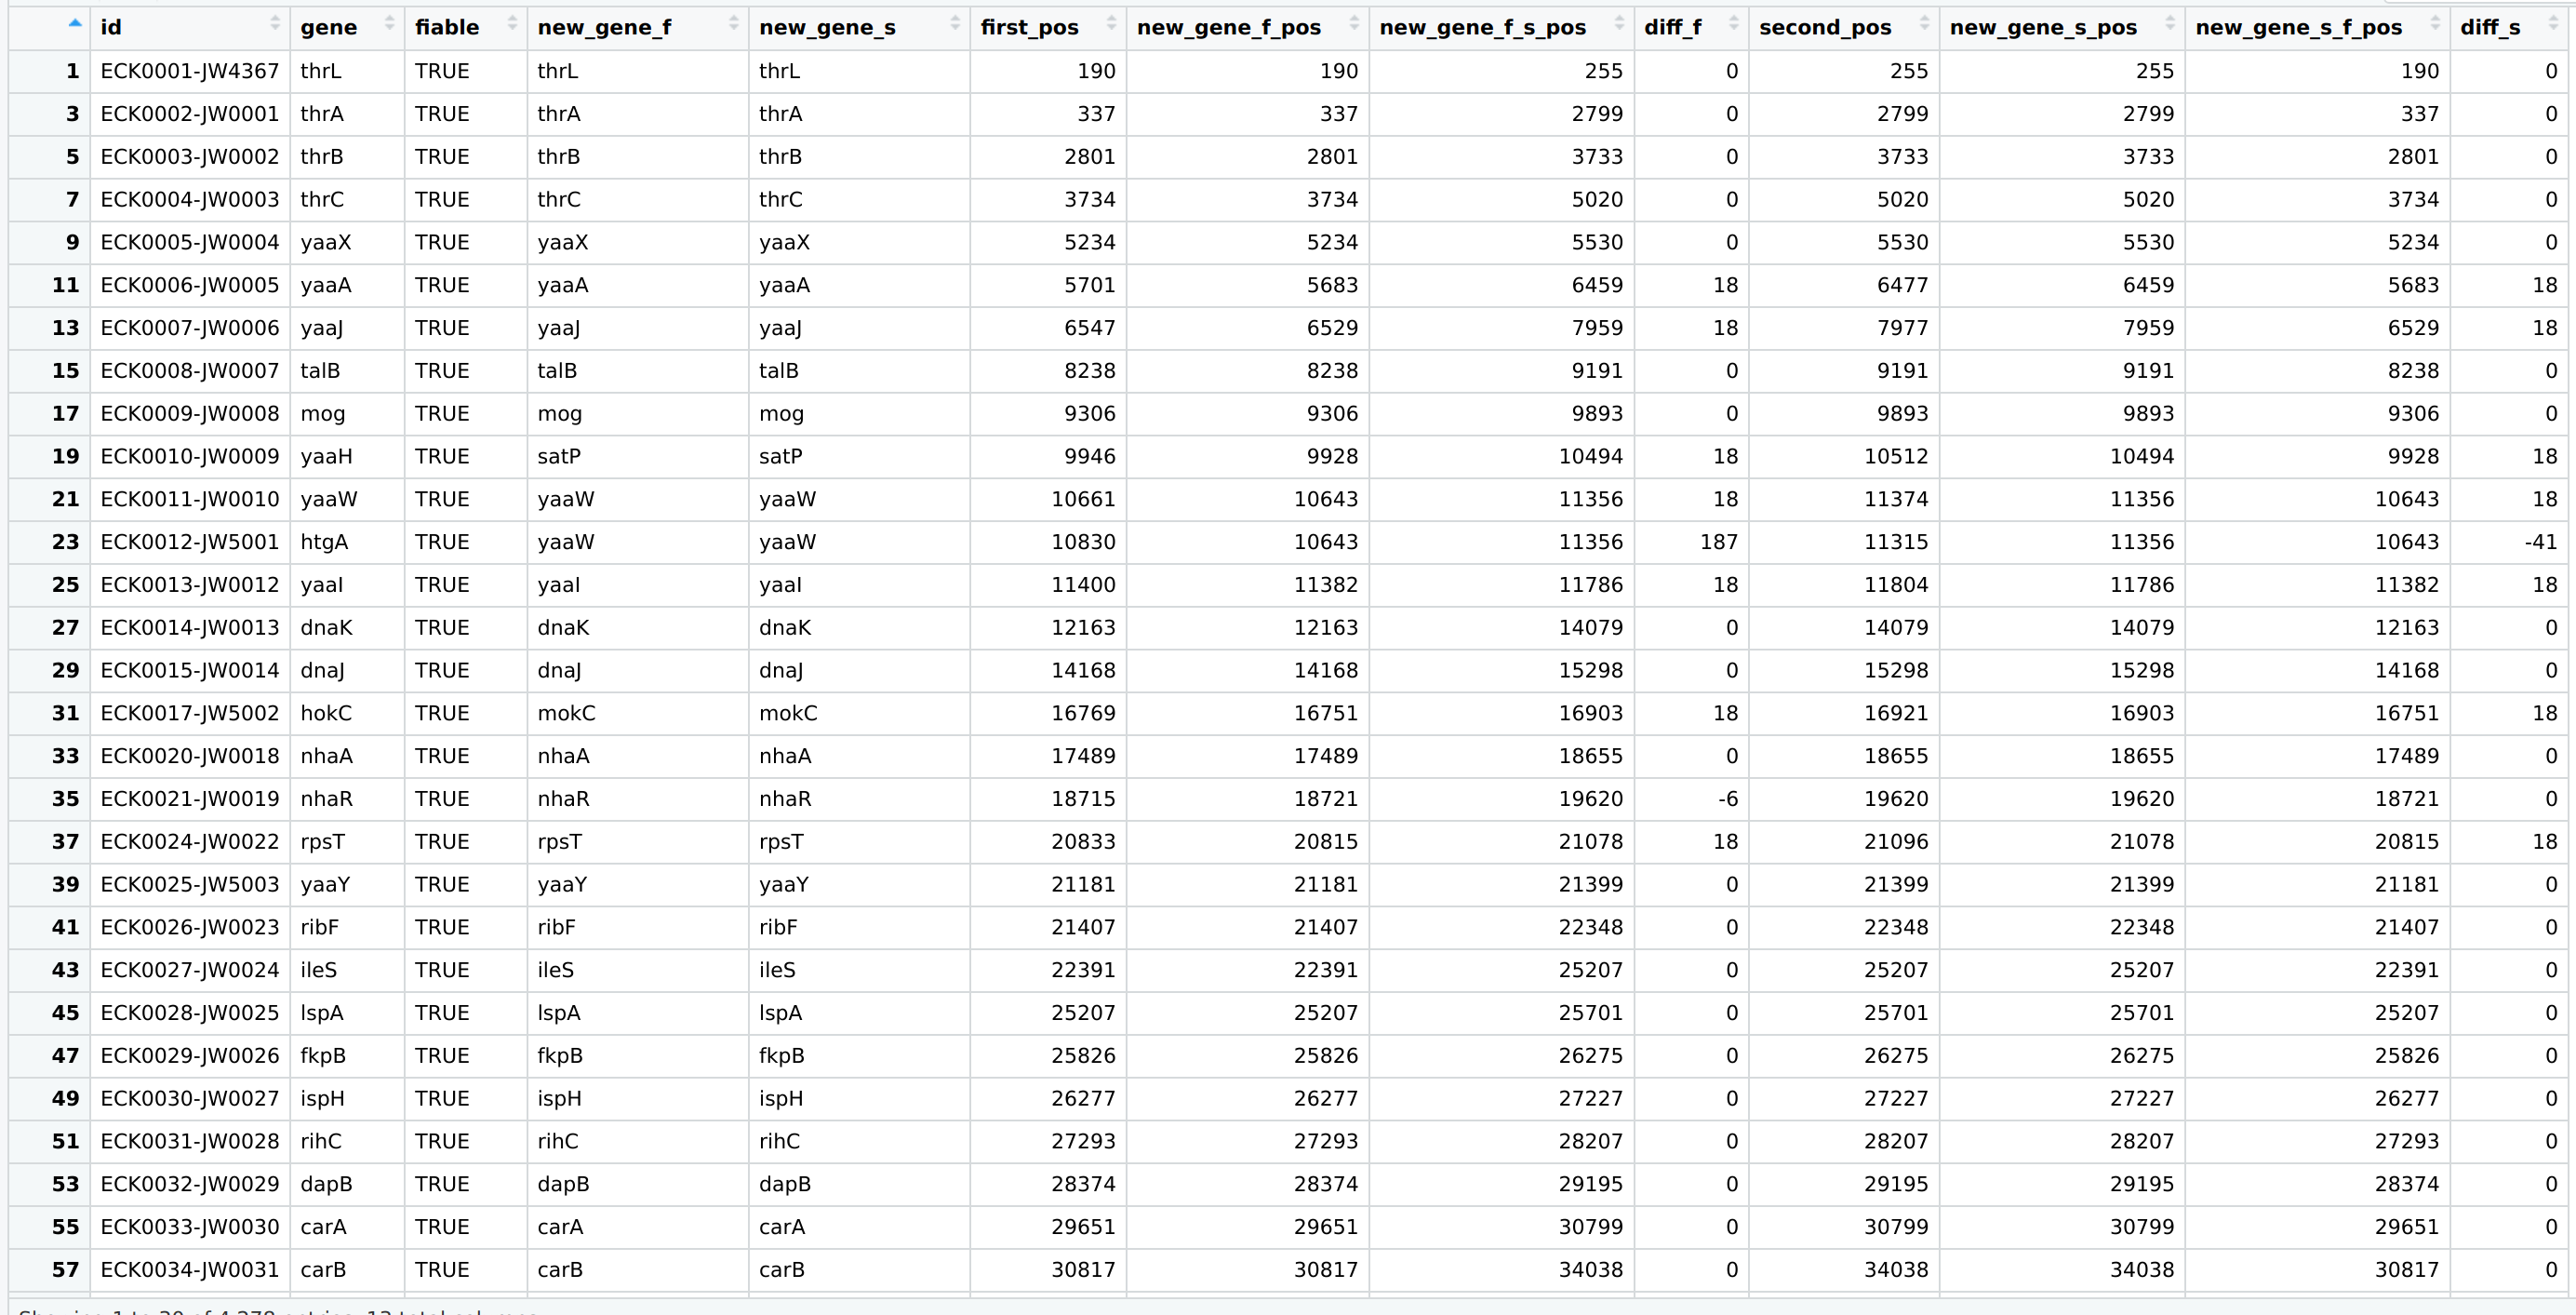 id gene fiable new_gene_f new_gene_s first_pos new_gene_f_pos new_gene_f_s_pos diff_f second_pos new_gene_s_pos new_gene_s_f_pos diff_s
1 ECK0001-JW4367 thrL TRUE thrL thrL 190 190 255 0 255 255 190 0
3 ECK0002-JW0001 thrA TRUE thrA thrA 337 337 2799 0 2799 2799 337 0
5 ECK0003-JW0002 thrB TRUE thrB thrB 2801 2801 3733 0 3733 3733 2801 0
7 ECK0004-JW0003 thrC TRUE thrC thrC 3734 3734 5020 0 5020 5020 3734 0
9 ECK0005-JW0004 yaaX TRUE yaaX yaaX 5234 5234 5530 0 5530 5530 5234 0
11 ECK0006-JW0005 yaaA TRUE yaaA yaaA 5701 5683 6459 18 6477 6459 5683 18
13 ECK0007-JW0006 yaaJ TRUE yaaJ yaaJ 6547 6529 7959 18 7977 7959 6529 18
15 ECK0008-JW0007 talB TRUE talB talB 8238 8238 9191 0 9191 9191 8238 0
17 ECK0009-JW0008 mog TRUE mog mog 9306 9306 9893 0 9893 9893 9306 0
19 ECK0010-JW0009 yaaH TRUE satP satP 9946 9928 10494 18 10512 10494 9928 18
21 ECK0011-JW0010 yaaW TRUE yaaW yaaW 10661 10643 11356 18 11374 11356 10643 18
23 ECK0012-JW5001 htgA TRUE yaaW yaaW 10830 10643 11356 187 11315 11356 10643 -41
25 ECK0013-JW0012 yaaI TRUE yaaI yaaI 11400 11382 11786 18 11804 11786 11382 18
27 ECK0014-JW0013 dnaK TRUE dnaK dnaK 12163 12163 14079 0 14079 14079 12163 0
29 ECK0015-JW0014 dnaJ TRUE dnaJ dnaJ 14168 14168 15298 0 15298 15298 14168 0
31 ECK0017-JW5002 hokC TRUE mokC mokC 16769 16751 16903 18 16921 16903 16751 18
33 ECK0020-JW0018 nhaA TRUE nhaA nhaA 17489 17489 18655 0 18655 18655 17489 0
35 ECK0021-JW0019 nhaR TRUE nhaR nhaR 18715 18721 19620 -6 19620 19620 18721 0
37 ECK0024-JW0022 rpsT TRUE rpsT rpsT 20833 20815 21078 18 21096 21078 20815 18
39 ECK0025-JW5003 yaaY TRUE yaaY yaaY 21181 21181 21399 0 21399 21399 21181 0
41 ECK0026-JW0023 ribF TRUE ribF ribF 21407 21407 22348 0 22348 22348 21407 0
43 ECK0027-JW0024 ileS TRUE ileS ileS 22391 22391 25207 0 25207 25207 22391 0
45 ECK0028-JW0025 lspA TRUE lspA lspA 25207 25207 25701 0 25701 25701 25207 0
47 ECK0029-JW0026 fkpB TRUE fkpB fkpB 25826 25826 26275 0 26275 26275 25826 0
49 ECK0030-JW0027 ispH TRUE ispH ispH 26277 26277 27227 0 27227 27227 26277 0
51 ECK0031-JW0028 rihC TRUE rihC rihC 27293 27293 28207 0 28207 28207 27293 0
53 ECK0032-JW0029 dapB TRUE dapB dapB 28374 28374 29195 0 29195 29195 28374 0
55 ECK0033-JW0030 carA TRUE carA carA 29651 29651 30799 0 30799 30799 29651 0
57 ECK0034-JW0031 carB TRUE carB carB 30817 30817 34038 0 34038 34038 30817 0